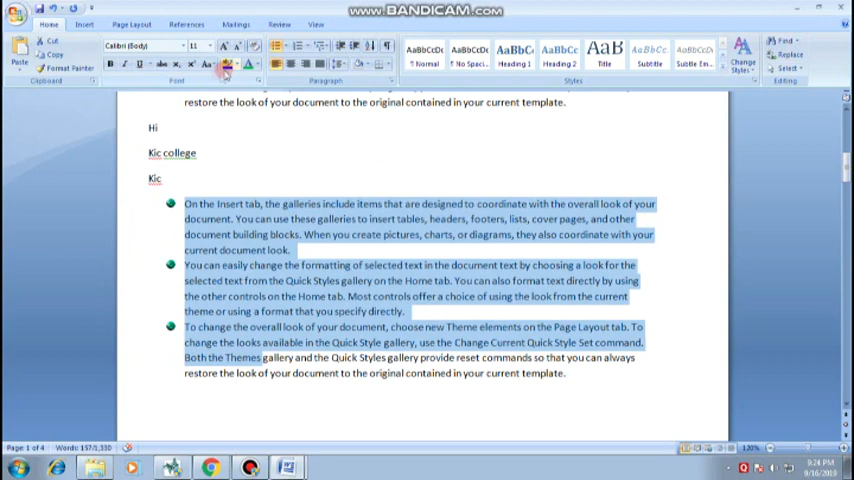 www.BANDICAM.com
Home Insert Page Layout References Mailings Review View
Cut
Copy
Format Painter
Paste
Calibri (Body) 11
AaBbCcDc AaBbCcDc AaBbC AaBbCc AaB AaBbCc. AaBbCcDc
¶ Normal ¶ No Spaci... Heading 1 Heading 2 Title Subtitle Subtle Em...
Change
Styles
Find
Replace
Select
Clipboard Font Paragraph Styles Editing
restore the look of your document to the original contained in your current template.
Hi
Kic college
Kic
On the Insert tab, the galleries include items that are designed to coordinate with the overall look of your
document. You can use these galleries to insert tables, headers, footers, lists, cover pages, and other
document building blocks. When you create pictures, charts, or diagrams, they also coordinate with your
current document look.
You can easily change the formatting of selected text in the document text by choosing a look for the
selected text from the Quick Styles gallery on the Home tab. You can also format text directly by using
the other controls on the Home tab. Most controls offer a choice of using the look from the current
theme or using a format that you specify directly.
To change the overall look of your document, choose new Theme elements on the Page Layout tab. To
change the looks available in the Quick Style gallery, use the Change Current Quick Style Set command.
Both the Themes gallery and the Quick Styles gallery provide reset commands so that you can always
restore the look of your document to the original contained in your current template.
Page: 1 of 4 Words: 157/1,330 120%
9:24 PM
9/16/2019